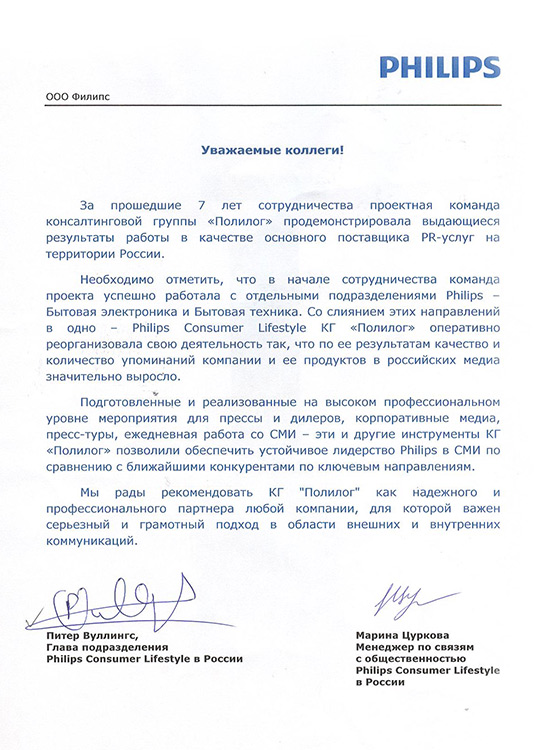 PHILIPS
ООО Филипс
Уважаемые коллеги!
За прошедшие 7 лет сотрудничества проектная команда
консалтинговой группы «Полилог» продемонстрировала выдающиеся
результаты работы в качестве основного поставщика PR-услуг на
территории России.
Необходимо отметить, что в начале сотрудничества команда
проекта успешно работала с отдельными подразделениями Philips –
Бытовая электроника и Бытовая техника. Со слиянием этих направлений
в одно – Philips Consumer Lifestyle КГ «Полилог» оперативно
реорганизовала свою деятельность так, что по ее результатам качество и
количество упоминаний компании и ее продуктов в российских медиа
значительно выросло.
Подготовленные и реализованные на высоком профессиональном
уровне мероприятия для прессы и дилеров, корпоративные медиа,
пресс-туры, ежедневная работа со СМИ – эти и другие инструменты КГ
«Полилог» позволили обеспечить устойчивое лидерство Philips в СМИ по
сравнению с ближайшими конкурентами по ключевым направлениям.
Мы рады рекомендовать КГ "Полилог" как надежного и
профессионального партнера любой компании, для которой важен
серьезный и грамотный подход в области внешних и внутренних
коммуникаций.
Питер Вуллингс,
Глава подразделения
Philips Consumer Lifestyle в России
Марина Цуркова
Менеджер по связям
с общественностью
Philips Consumer Lifestyle
в России